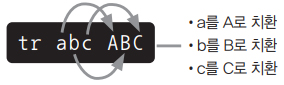 tr abc ABC
• a를 A로 치환
• b를 B로 치환
• c를 C로 치환